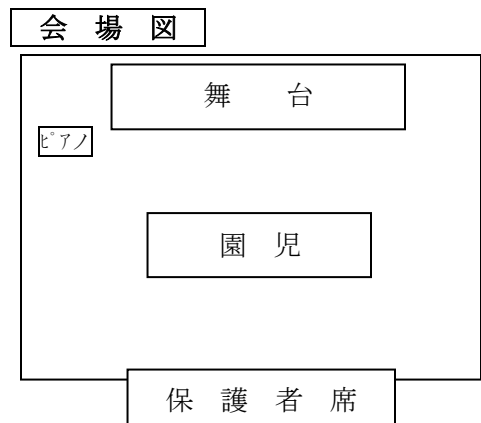 会 場 図
舞 台
ﾋﾟｱﾉ
園 児
保 護 者 席